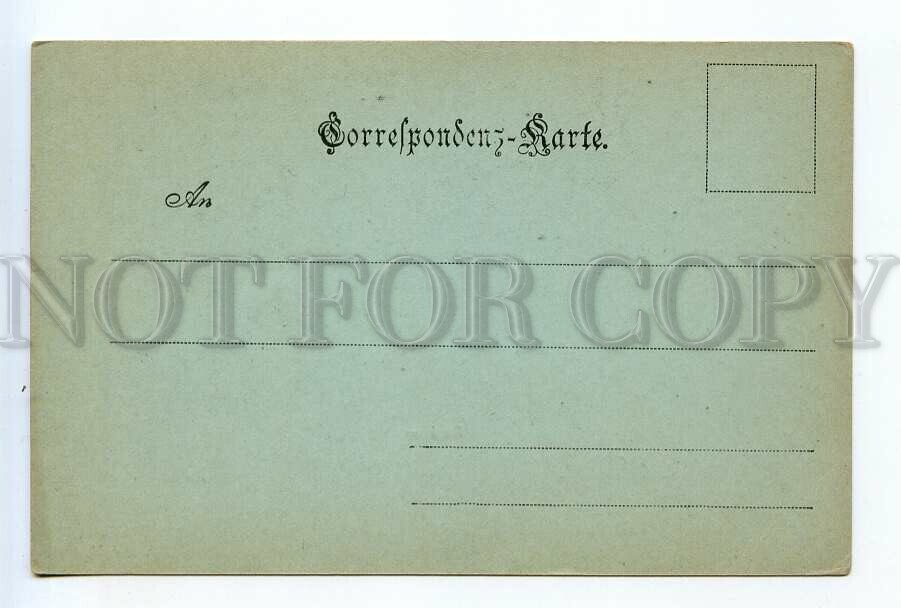 Correspondenz-Karte.
An
NOT FOR COPY